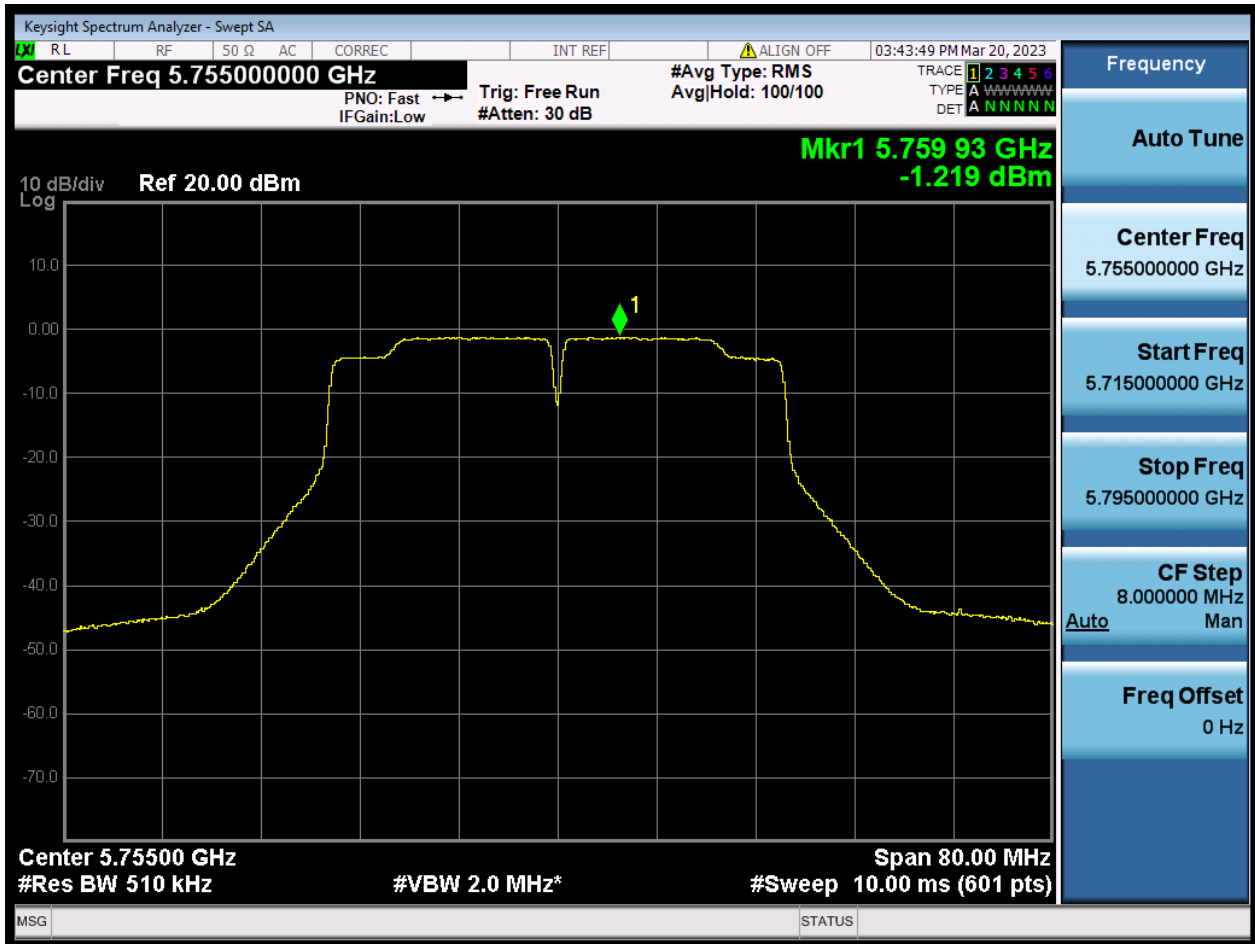 Keysight Spectrum Analyzer - Swept SA
LXI RL RF 50 Ω AC CORREC INT REF ALIGN OFF 03:43:49 PM Mar 20, 2023
Center Freq 5.755000000 GHz
PNO: Fast
IFGain:Low
Trig: Free Run
#Atten: 30 dB
#Avg Type: RMS
Avg|Hold: 100/100
TRACE 1 2 3 4 5 6
TYPE A WWWWW
DET A N N N N N
Mkr1 5.759 93 GHz
-1.219 dBm
10 dB/div Ref 20.00 dBm
Log
1
10.0
0.00
-10.0
-20.0
-30.0
-40.0
-50.0
-60.0
-70.0
Center 5.75500 GHz Span 80.00 MHz
#Res BW 510 kHz #VBW 2.0 MHz* #Sweep 10.00 ms (601 pts)
MSG STATUS
Frequency
Auto Tune
Center Freq
5.755000000 GHz
Start Freq
5.715000000 GHz
Stop Freq
5.795000000 GHz
CF Step
8.000000 MHz
Auto Man
Freq Offset
0 Hz